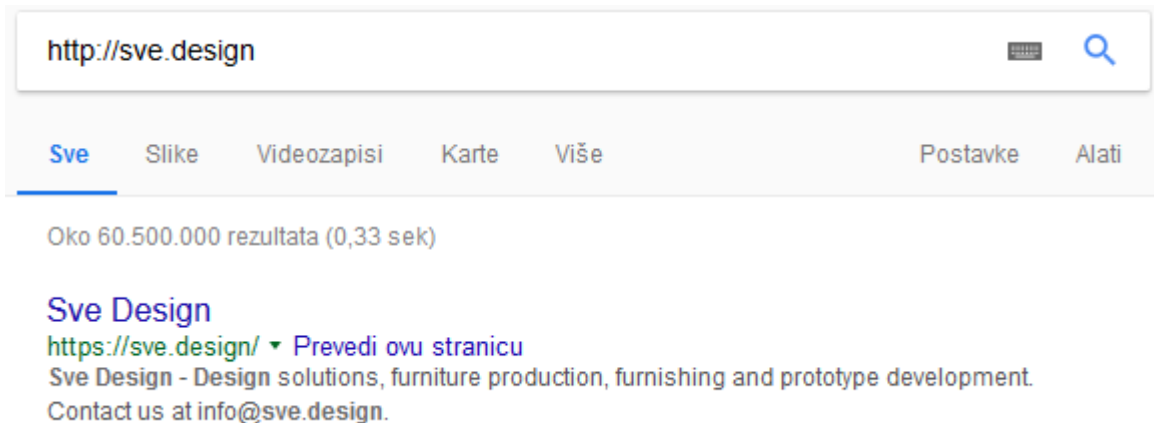 http://sve.design
Sve Slike Videozapisi Karte Više Postavke Alati
Oko 60.500.000 rezultata (0,33 sek)
Sve Design
https://sve.design/ ▾ Prevedi ovu stranicu
Sve Design - Design solutions, furniture production, furnishing and prototype development.
Contact us at info@sve.design.